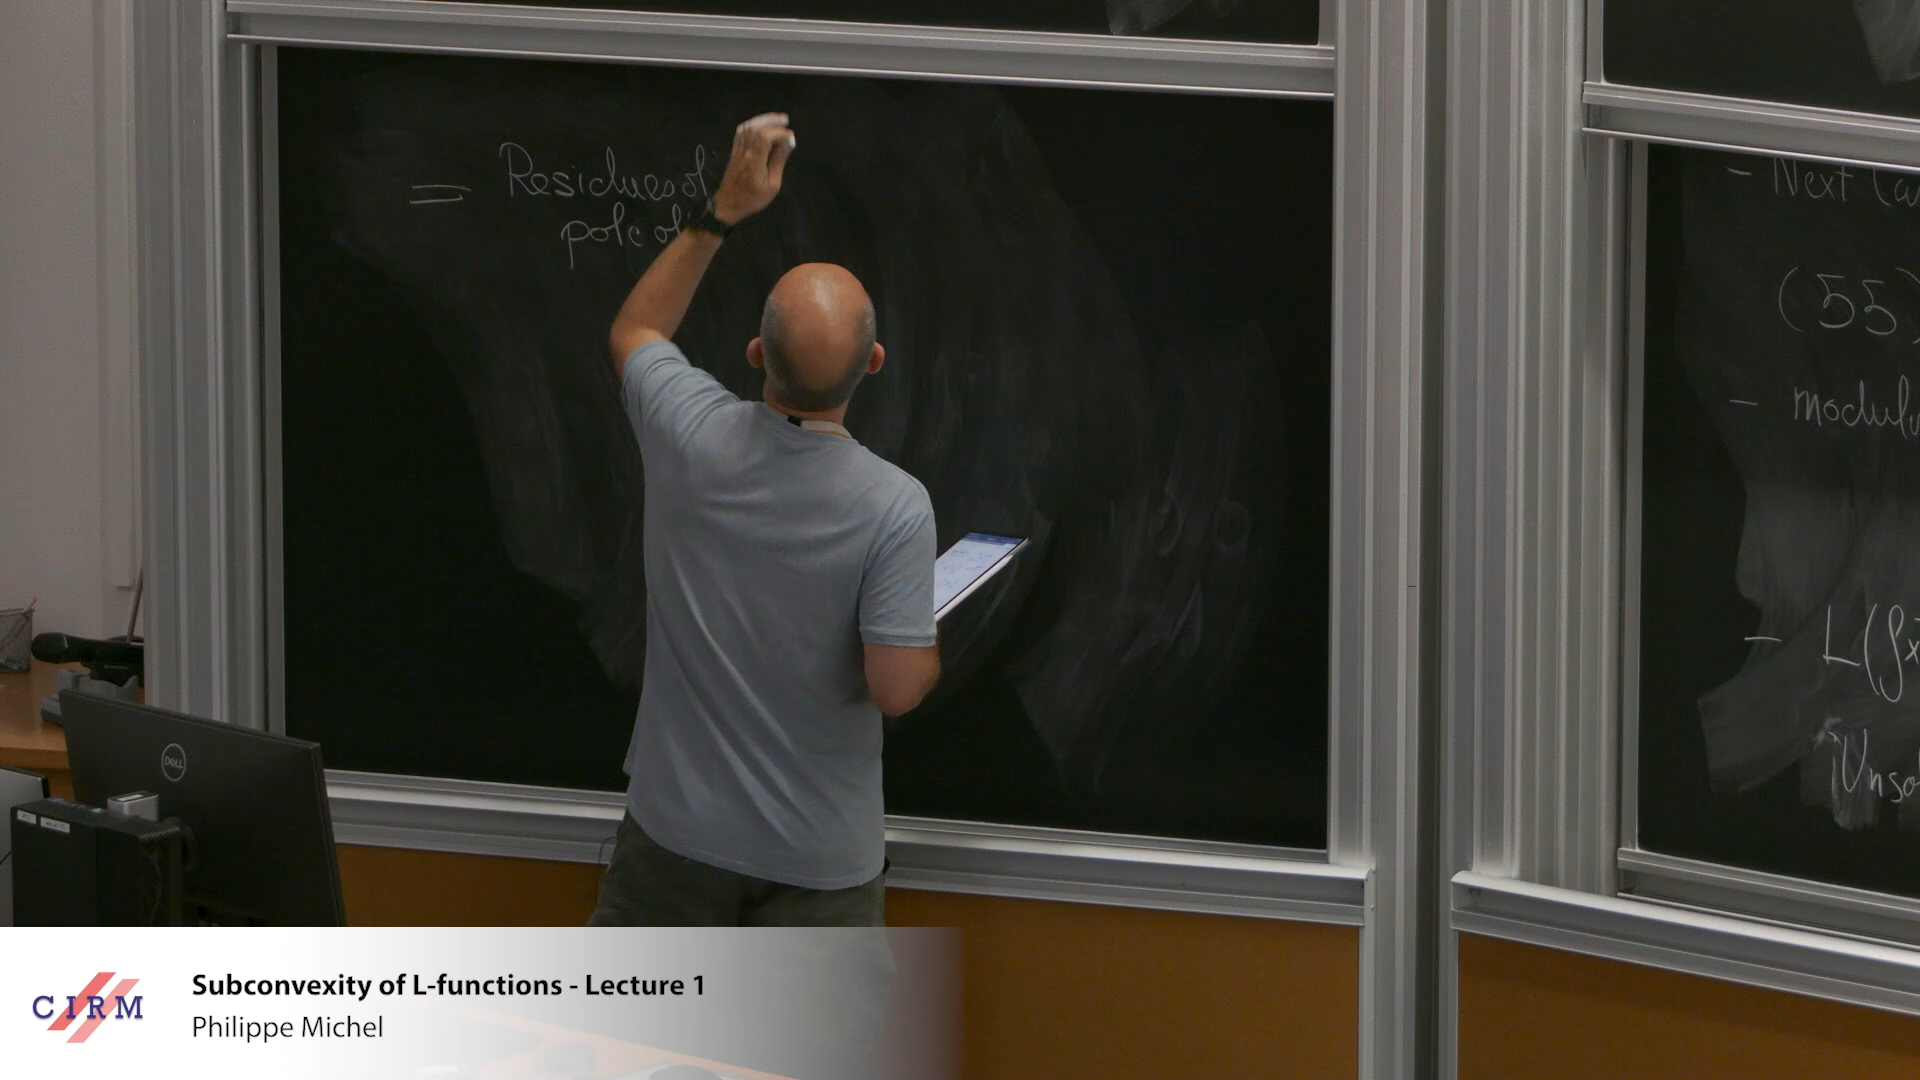 = Residues of
pole of
- Next
(55)
- modul
- L(f×
Unso
DELL
CIRM
Subconvexity of L-functions - Lecture 1
Philippe Michel